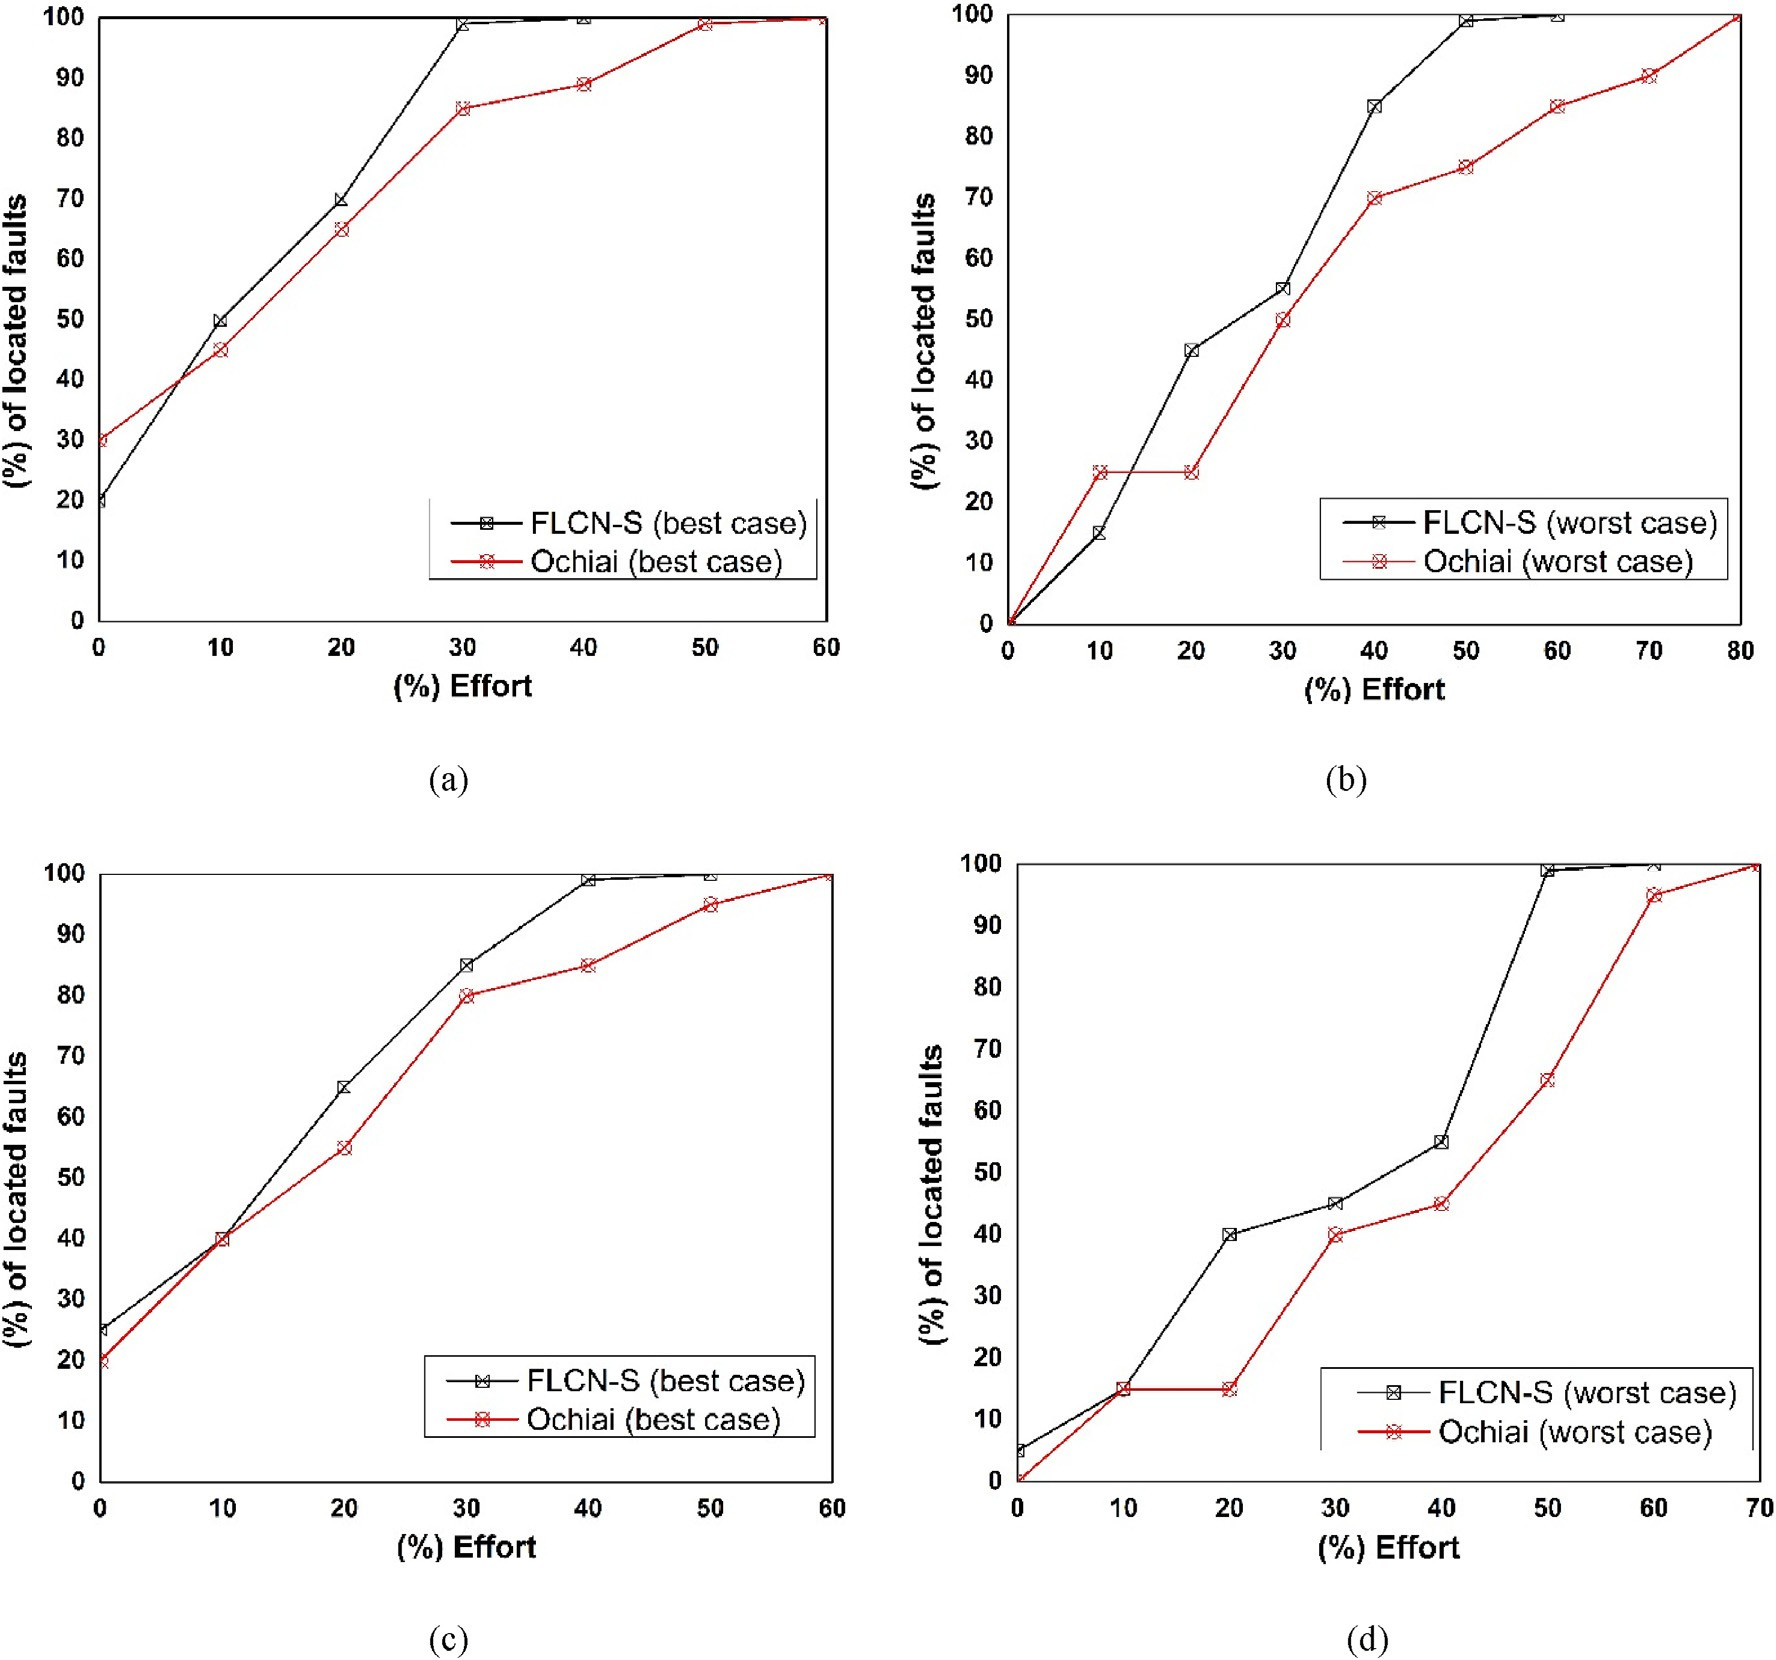 100
90
80
70
60
50
40
30
20
10
0
(%) of located faults
FLCN-S (best case)
Ochiai (best case)
0 10 20 30 40 50 60
(%) Effort
(a)
100
90
80
70
60
50
40
30
20
10
0
(%) of located faults
FLCN-S (worst case)
Ochiai (worst case)
0 10 20 30 40 50 60 70 80
(%) Effort
(b)
100
90
80
70
60
50
40
30
20
10
0
(%) of located faults
FLCN-S (best case)
Ochiai (best case)
0 10 20 30 40 50 60
(%) Effort
(c)
100
90
80
70
60
50
40
30
20
10
0
(%) of located faults
FLCN-S (worst case)
Ochiai (worst case)
0 10 20 30 40 50 60 70
(%) Effort
(d)